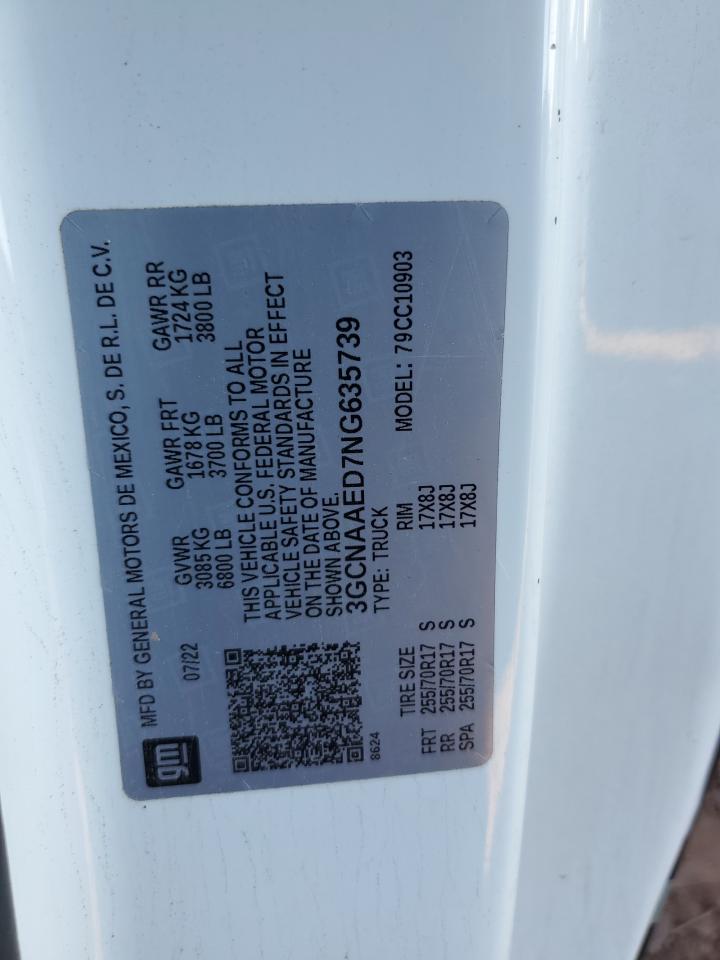 gm
MFD BY GENERAL MOTORS DE MEXICO, S. DE R.L. DE C.V.
07/22 GVWR GAWR FRT GAWR RR
3085 KG 1678 KG 1724 KG
6800 LB 3700 LB 3800 LB
THIS VEHICLE CONFORMS TO ALL
APPLICABLE U.S. FEDERAL MOTOR
VEHICLE SAFETY STANDARDS IN EFFECT
ON THE DATE OF MANUFACTURE
SHOWN ABOVE.
3GCNAAED7NG635739
8624 TYPE: TRUCK MODEL: 79CC10903
TIRE SIZE RIM
FRT 255/70R17 S 17X8J
RR 255/70R17 S 17X8J
SPA 255/70R17 S 17X8J